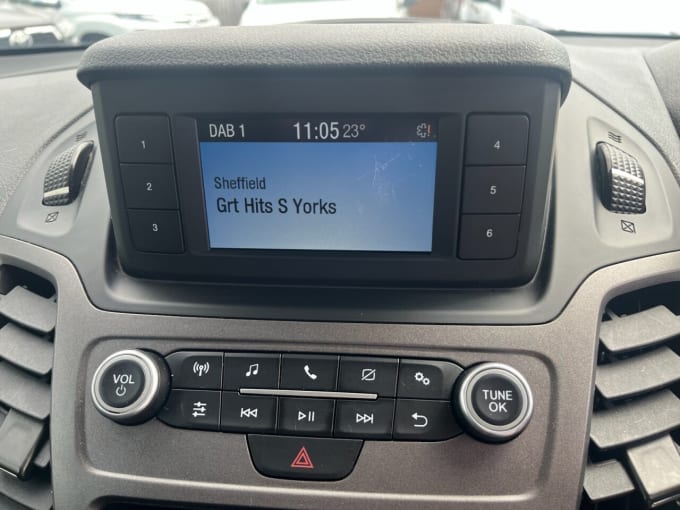 DAB 1 11:05 23°
Sheffield
Grt Hits S Yorks
1
2
3
4
5
6
VOL
TUNE
OK